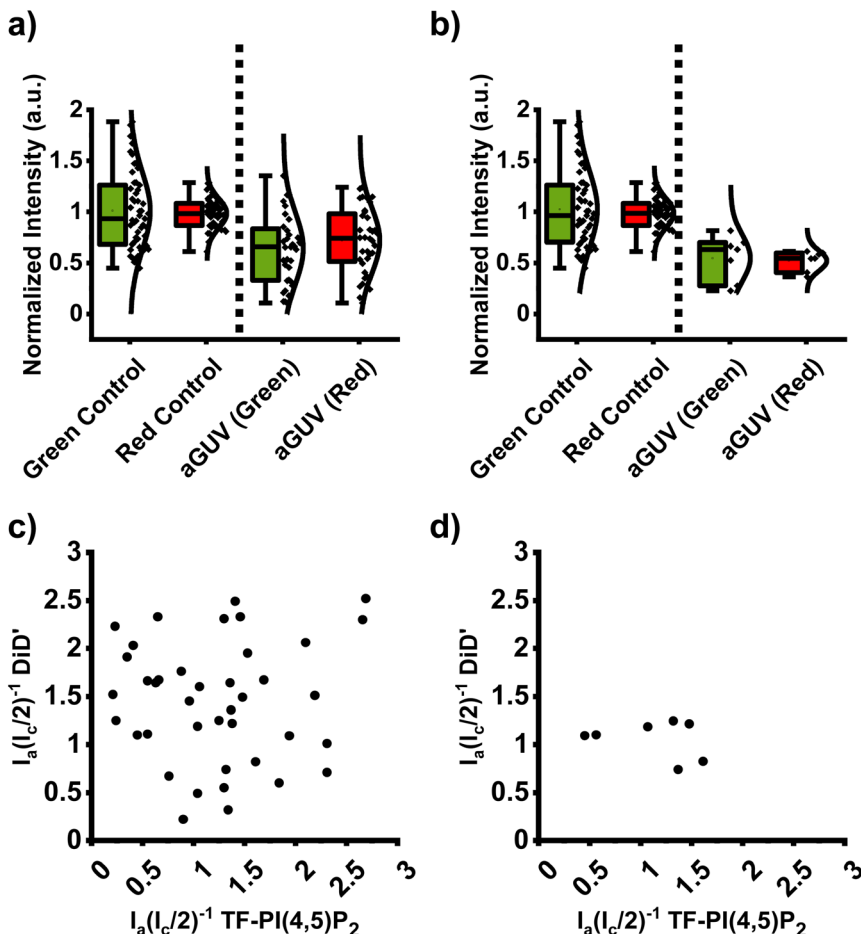 a)
Normalized Intensity (a.u.)
2
1.5
1
0.5
0
Green Control
Red Control
aGUV (Green)
aGUV (Red)
b)
Normalized Intensity (a.u.)
2
1.5
1
0.5
0
Green Control
Red Control
aGUV (Green)
aGUV (Red)
c)
Iₐ(I꜀/2)⁻¹ DiD'
3
2.5
2
1.5
1
0.5
0
0
0.5
1
1.5
2
2.5
3
Iₐ(I꜀/2)⁻¹ TF-PI(4,5)P₂
d)
Iₐ(I꜀/2)⁻¹ DiD'
3
2.5
2
1.5
1
0.5
0
0
0.5
1
1.5
2
2.5
3
Iₐ(I꜀/2)⁻¹ TF-PI(4,5)P₂